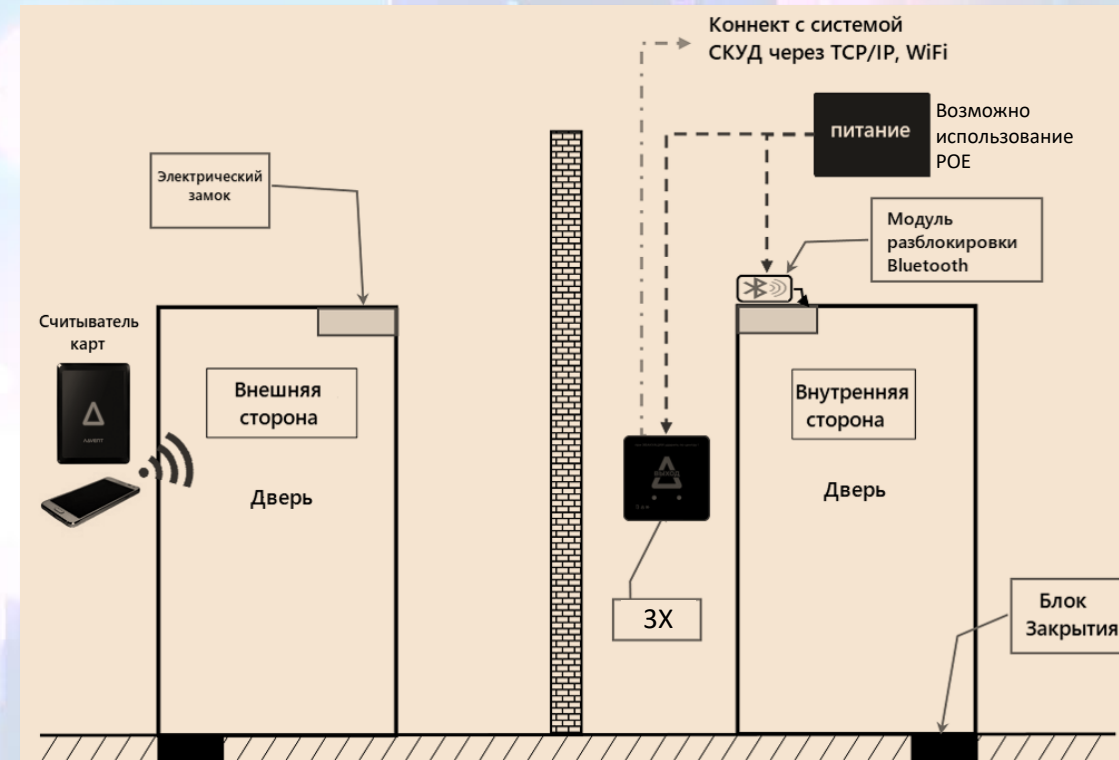 Коннект с системой
СКУД через TCP/IP, WiFi
питание
Возможно
использование
POE
Электрический
замок
Модуль
разблокировки
Bluetooth
Считыватель
карт
Внешняя
сторона
Внутренняя
сторона
ВЫХОД
Дверь
Дверь
3X
Блок
Закрытия